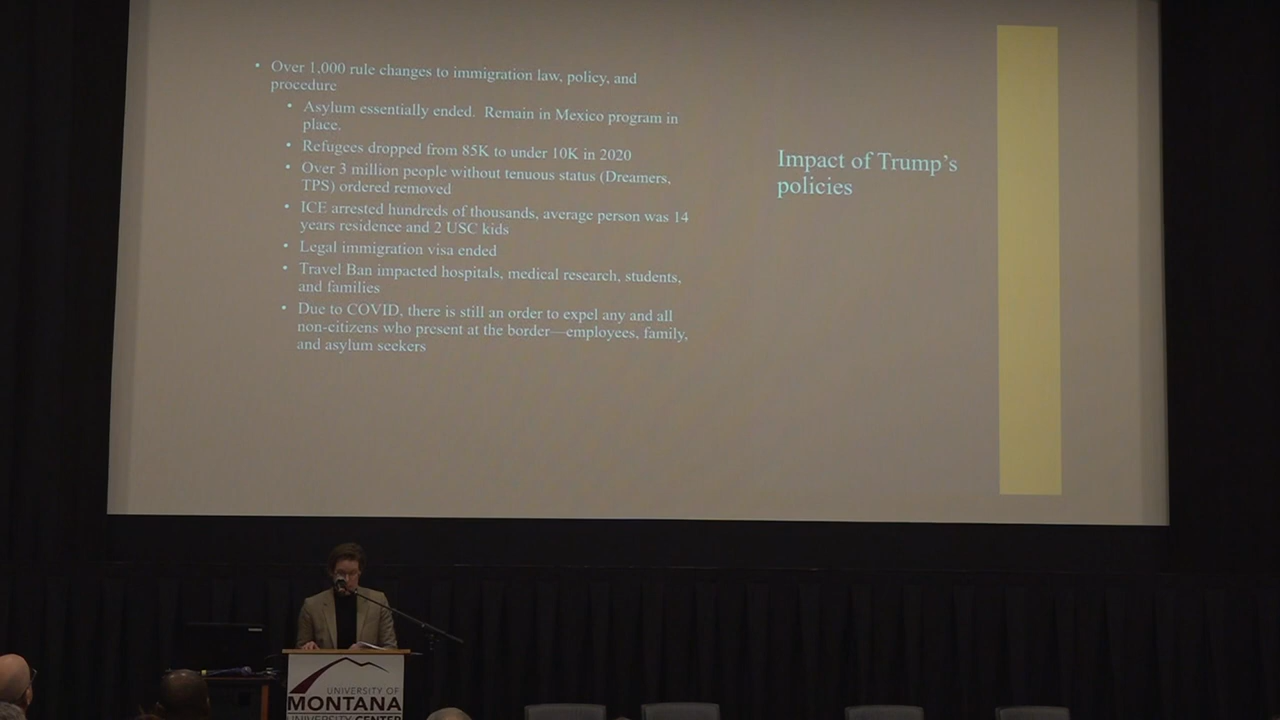 • Over 1,000 rule changes to immigration law, policy, and
procedure
• Asylum essentially ended. Remain in Mexico program in
place.
• Refugees dropped from 85K to under 10K in 2020
• Over 3 million people without tenuous status (Dreamers,
TPS) ordered removed
• ICE arrested hundreds of thousands, average person was 14
years residence and 2 USC kids
• Legal immigration visa ended
• Travel Ban impacted hospitals, medical research, students,
and families
• Due to COVID, there is still an order to expel any and all
non-citizens who present at the border—employees, family,
and asylum seekers
Impact of Trump's
policies
UNIVERSITY OF
MONTANA
UNIVERSITY CENTER